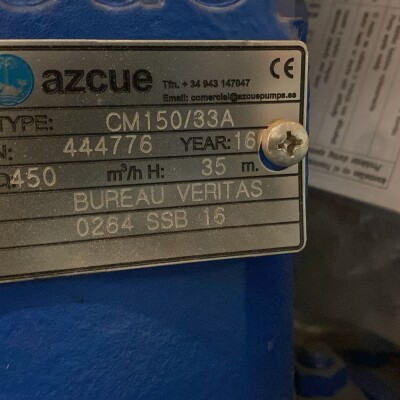 azcue
Tfn. + 34 943 147047
Email: comercial@azcuepumps.es
CE
TYPE: CM150/33A
N: 444776 YEAR: 16
Q: 450 m³/h H: 35 m.
BUREAU VERITAS
0264 SSB 16